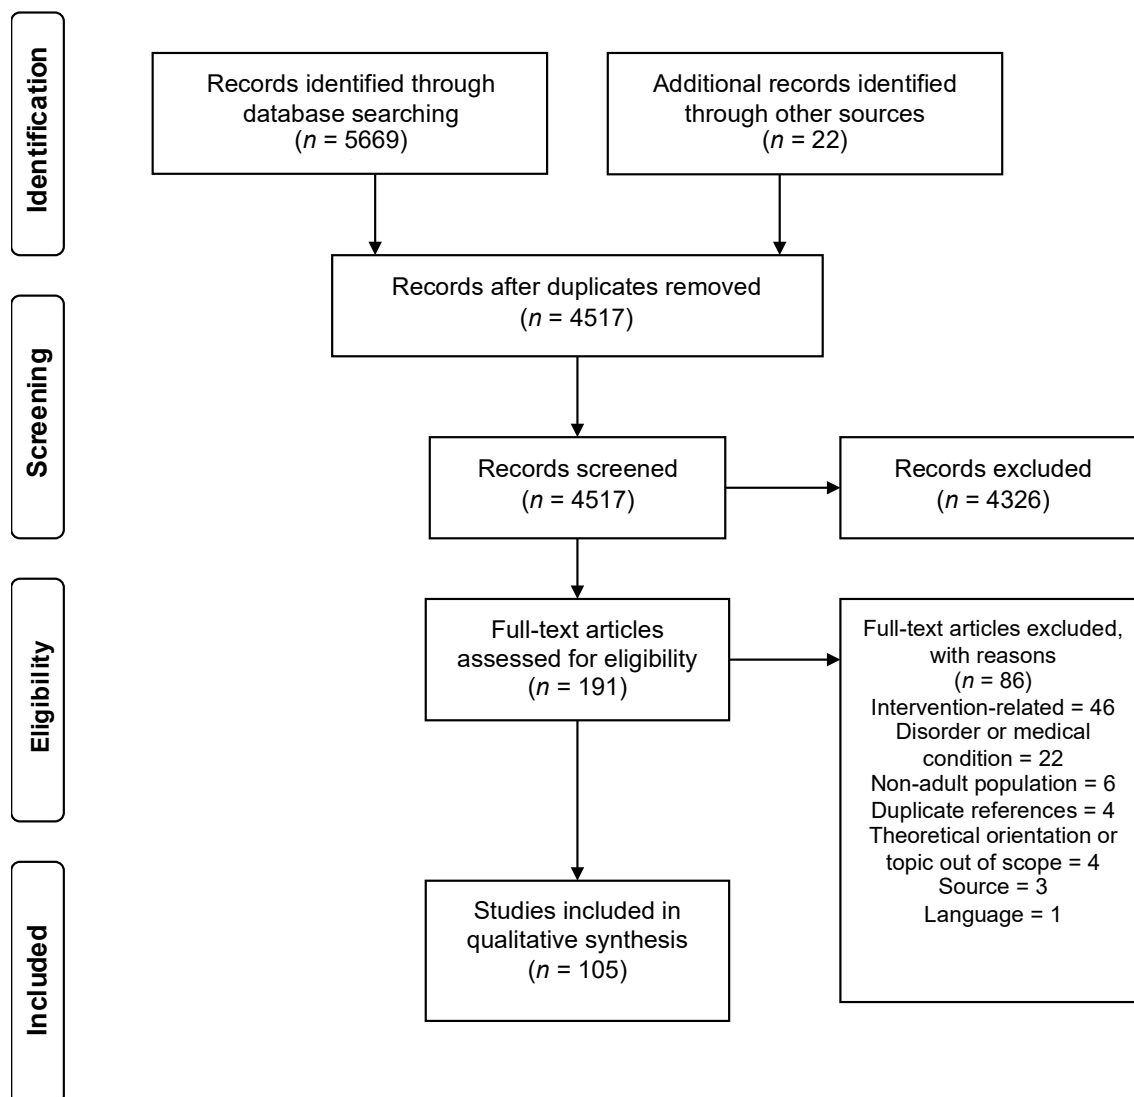 Identification
Records identified through
database searching
(n = 5669)
Additional records identified
through other sources
(n = 22)
Records after duplicates removed
(n = 4517)
Screening
Records screened
(n = 4517)
Records excluded
(n = 4326)
Eligibility
Full-text articles
assessed for eligibility
(n = 191)
Full-text articles excluded,
with reasons
(n = 86)
Intervention-related = 46
Disorder or medical
condition = 22
Non-adult population = 6
Duplicate references = 4
Theoretical orientation or
topic out of scope = 4
Source = 3
Language = 1
Included
Studies included in
qualitative synthesis
(n = 105)